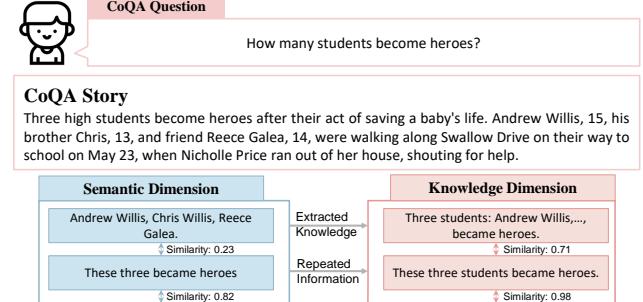 CoQA Question
How many students become heroes?
CoQA Story
Three high students become heroes after their act of saving a baby's life. Andrew Willis, 15, his
brother Chris, 13, and friend Reece Galea, 14, were walking along Swallow Drive on their way to
school on May 23, when Nicholle Price ran out of her house, shouting for help.
Semantic Dimension
Knowledge Dimension
Andrew Willis, Chris Willis, Reece
Galea.
Extracted
Knowledge
Three students: Andrew Willis,...,
became heroes.
Similarity: 0.23
Similarity: 0.71
These three became heroes
Repeated
Information
These three students became heroes.
Similarity: 0.82
Similarity: 0.98